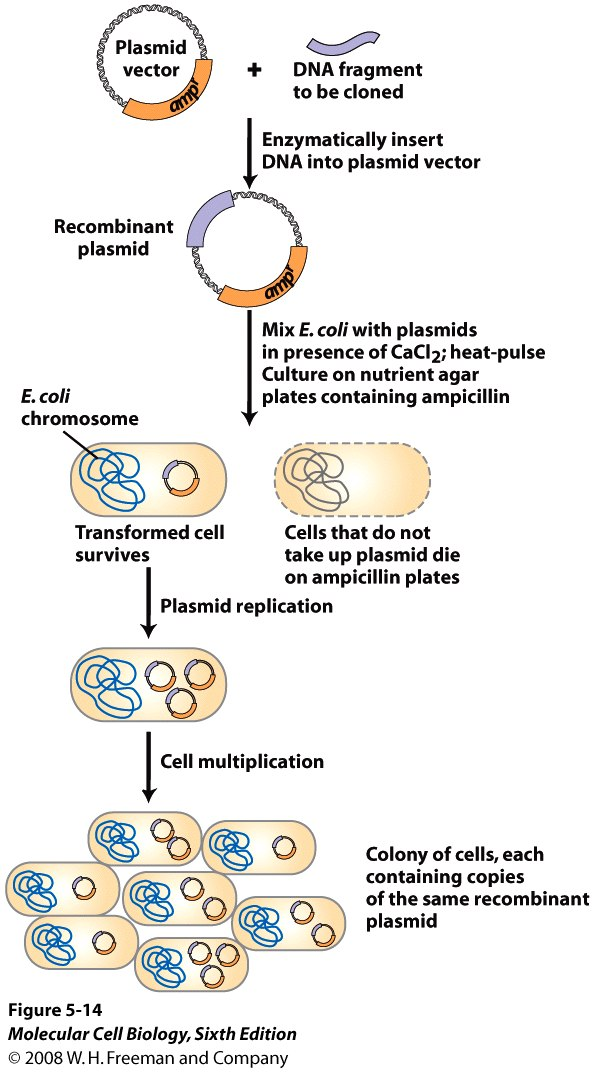 Plasmid
vector
amp^r
+
DNA fragment
to be cloned
Enzymatically insert
DNA into plasmid vector
Recombinant
plasmid
amp^r
Mix E. coli with plasmids
in presence of CaCl₂; heat-pulse
Culture on nutrient agar
plates containing ampicillin
E. coli
chromosome
Transformed cell
survives
Cells that do not
take up plasmid die
on ampicillin plates
Plasmid replication
Cell multiplication
Colony of cells, each
containing copies
of the same recombinant
plasmid
Figure 5-14
Molecular Cell Biology, Sixth Edition
© 2008 W. H. Freeman and Company